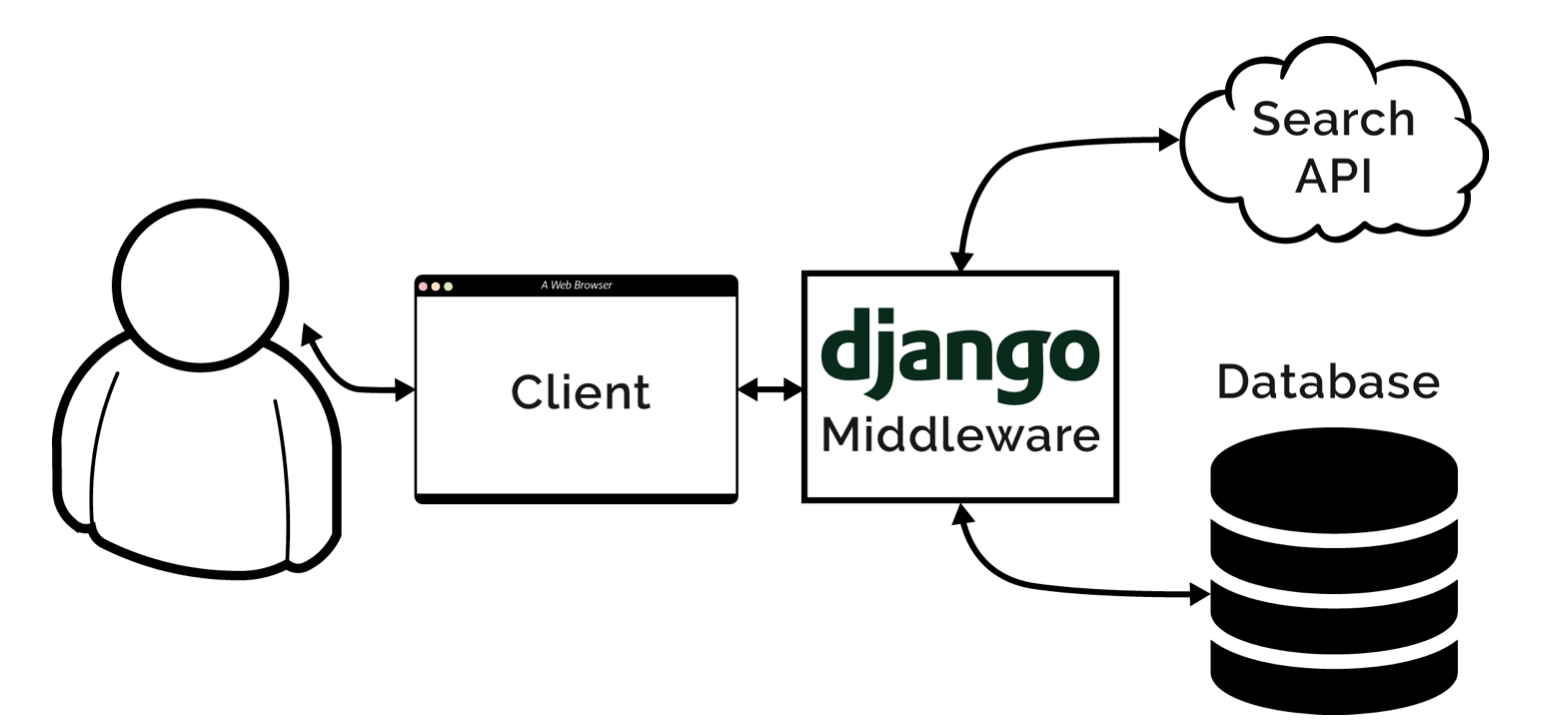 A Web Browser
Client
django
Middleware
Search
API
Database